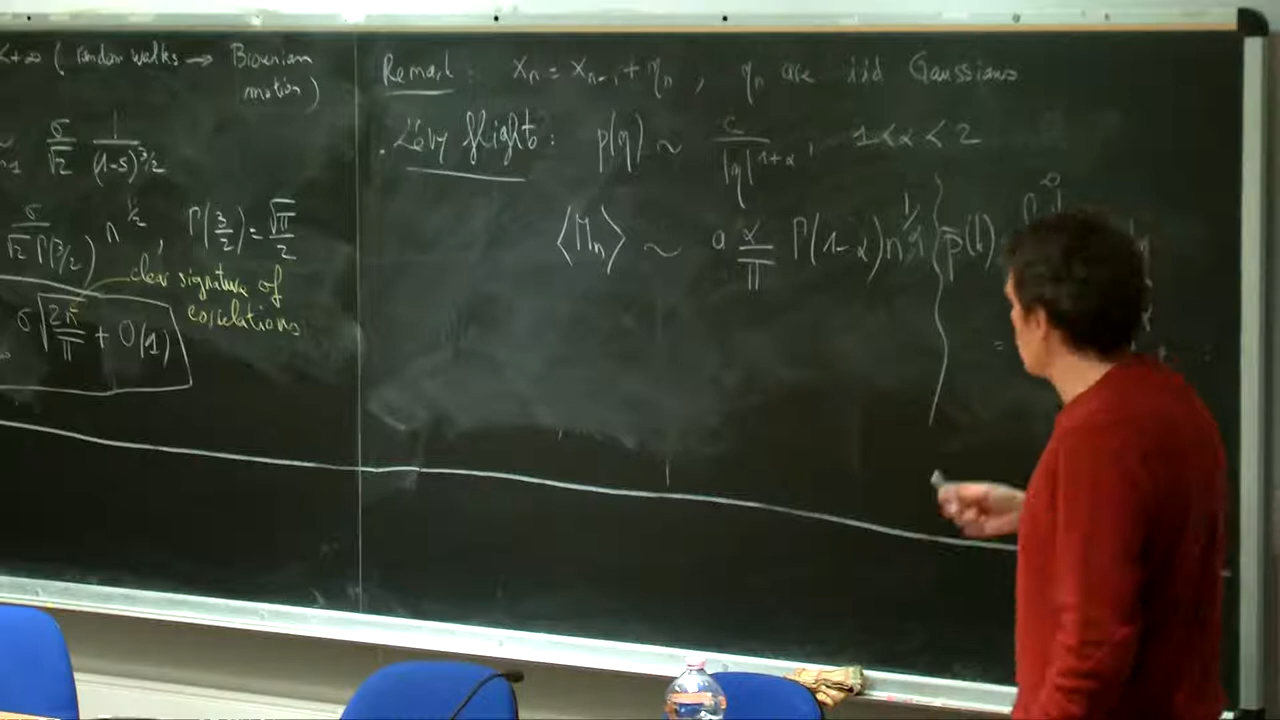 <+∞ ( random walks → Brownian
motion)
σ/√2 1/(1-s)^{3/2}
σ/(√2 Γ(3/2)) n^{1/2}, Γ(3/2) = √π/2
clear signature of
correlations
σ√(2n/π) + O(1)
Remark : x_n = x_{n-1} + η_n , η_n are iid Gaussians
. Lévy flights : p(η) ~ c/|η|^{1+α}, 1<α<2
⟨M_n⟩ ~ a α/π Γ(1-α) n^{1/α}
p̂(k)
=